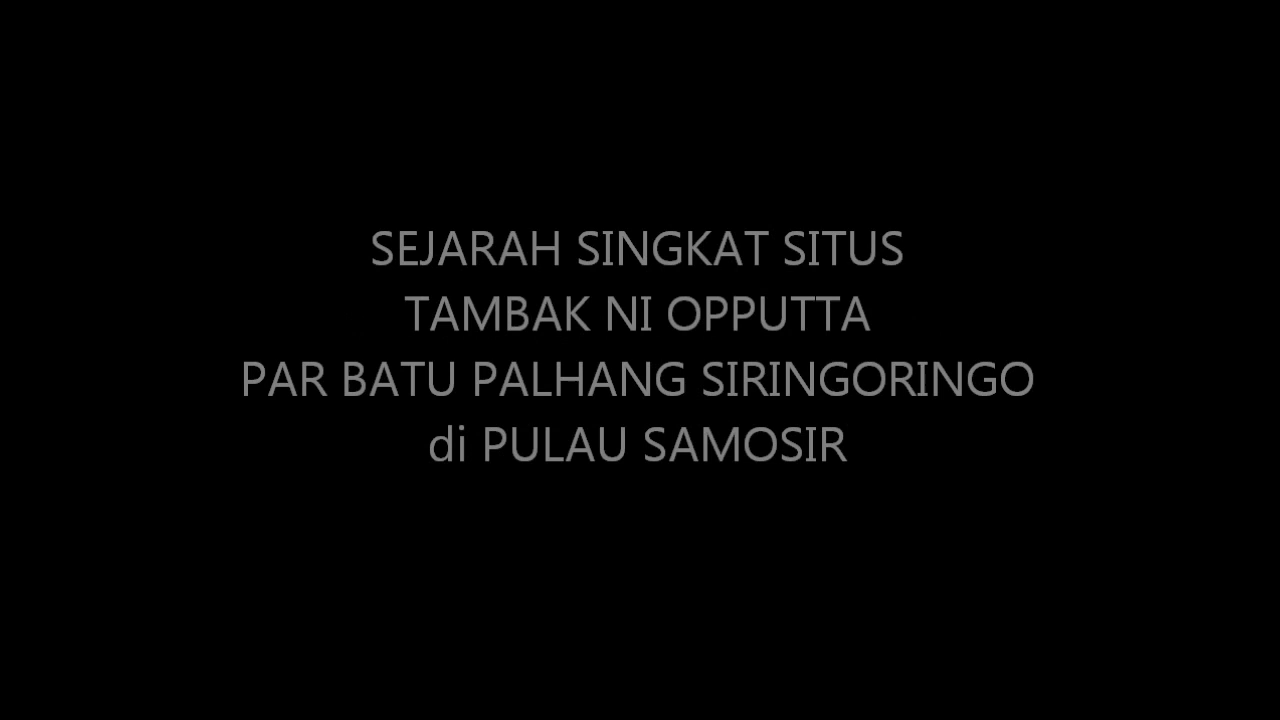 SEJARAH SINGKAT SITUS
TAMBAK NI OPPUTTA
PAR BATU PALHANG SIRINGORINGO
di PULAU SAMOSIR